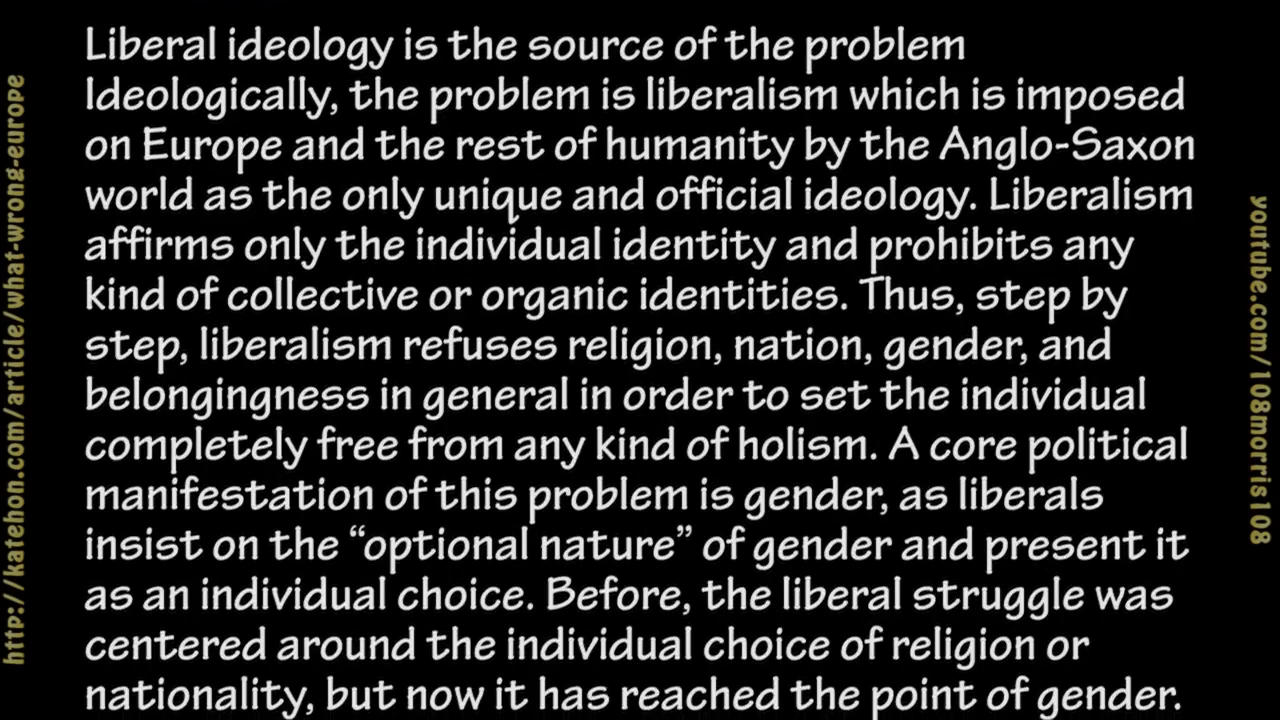 Liberal ideology is the source of the problem
Ideologically, the problem is liberalism which is imposed
on Europe and the rest of humanity by the Anglo-Saxon
world as the only unique and official ideology. Liberalism
affirms only the individual identity and prohibits any
kind of collective or organic identities. Thus, step by
step, liberalism refuses religion, nation, gender, and
belongingness in general in order to set the individual
completely free from any kind of holism. A core political
manifestation of this problem is gender, as liberals
insist on the “optional nature” of gender and present it
as an individual choice. Before, the liberal struggle was
centered around the individual choice of religion or
nationality, but now it has reached the point of gender.
http://katehon.com/article/what-wrong-europe
youtube.com/108morris108